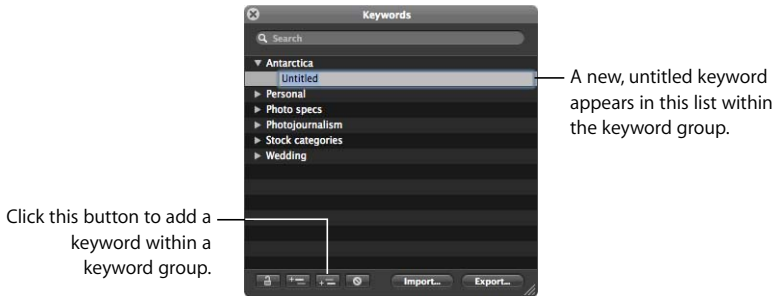 Keywords
Search
Antarctica
Untitled
Personal
Photo specs
Photojournalism
Stock categories
Wedding
Import...
Export...
A new, untitled keyword
appears in this list within
the keyword group.
Click this button to add a
keyword within a
keyword group.